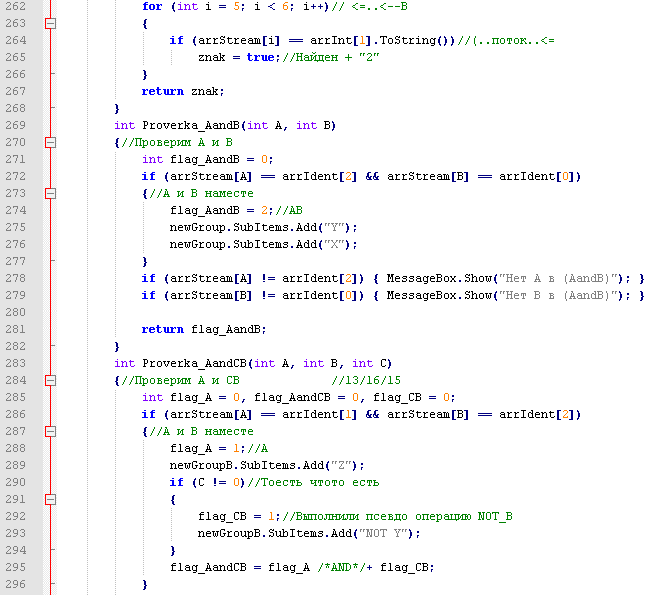 262 for (int i = 5; i < 6; i++)// <=..<--B
263 {
264 if (arrStream[i] == arrInt[1].ToString())//(..поток..<=
265 znak = true;//Найден + "2"
266 }
267 return znak;
268 }
269 int Proverka_AandB(int A, int B)
270 {//Проверим А и В
271 int flag_AandB = 0;
272 if (arrStream[A] == arrIdent[2] && arrStream[B] == arrIdent[0])
273 {//А и В наместе
274 flag_AandB = 2;//AB
275 newGroup.SubItems.Add("Y");
276 newGroup.SubItems.Add("X");
277 }
278 if (arrStream[A] != arrIdent[2]) { MessageBox.Show("Нет А в (AandB)"); }
279 if (arrStream[B] != arrIdent[0]) { MessageBox.Show("Нет В в (AandB)"); }
280
281 return flag_AandB;
282 }
283 int Proverka_AandCB(int A, int B, int C)
284 {//Проверим А и СВ //13/16/15
285 int flag_A = 0, flag_AandCB = 0, flag_CB = 0;
286 if (arrStream[A] == arrIdent[1] && arrStream[B] == arrIdent[2])
287 {//А и В наместе
288 flag_A = 1;//A
289 newGroupB.SubItems.Add("Z");
290 if (C != 0)//Тоесть чтото есть
291 {
292 flag_CB = 1;//Выполнили псевдо операцию NOT_B
293 newGroupB.SubItems.Add("NOT Y");
294 }
295 flag_AandCB = flag_A /*AND*/+ flag_CB;
296 }